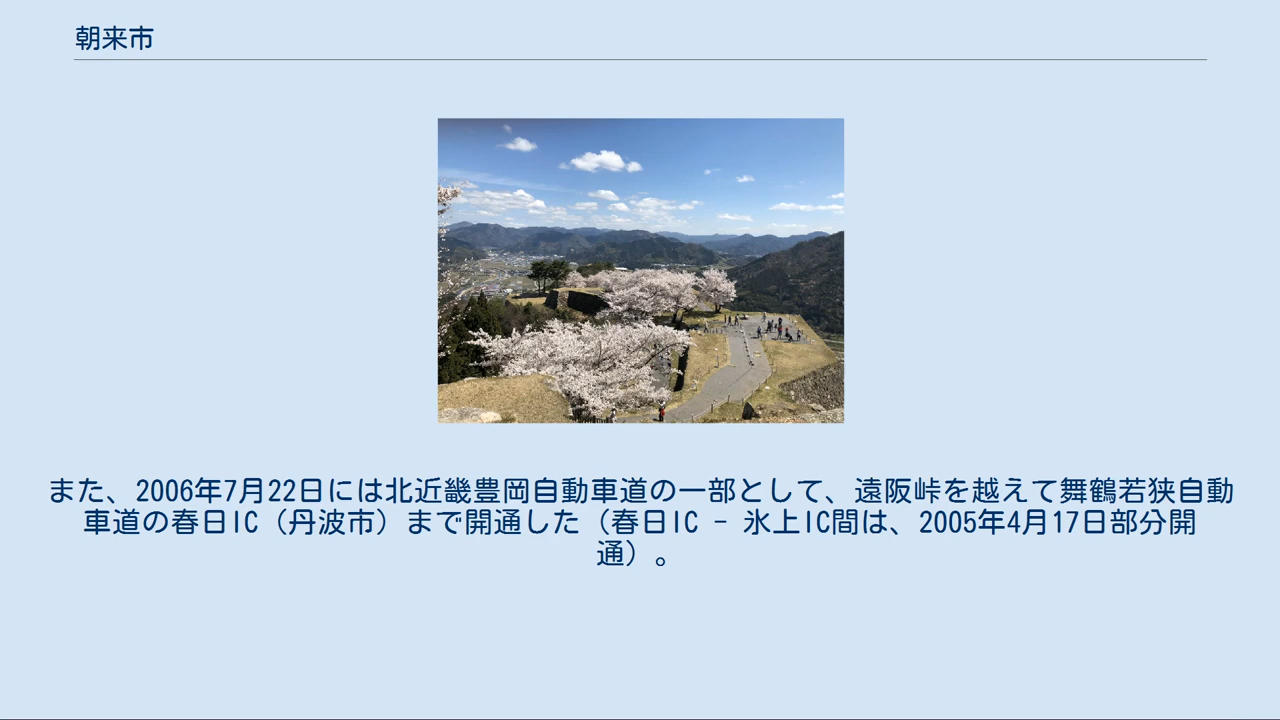 朝来市
また、2006年7月22日には北近畿豊岡自動車道の一部として、遠阪峠を越えて舞鶴若狭自動
車道の春日IC（丹波市）まで開通した（春日IC - 氷上IC間は、2005年4月17日部分開
通）。